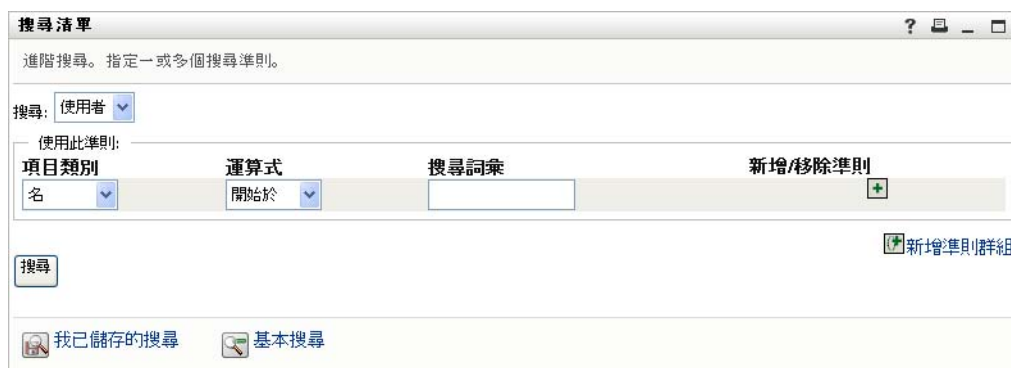 搜尋清單
?
進階搜尋。指定一或多個搜尋準則。
搜尋: 使用者
使用此準則:
項目類別 運算式 搜尋詞彙 新增/移除準則
名 開始於
新增準則群組
搜尋
我已儲存的搜尋 基本搜尋